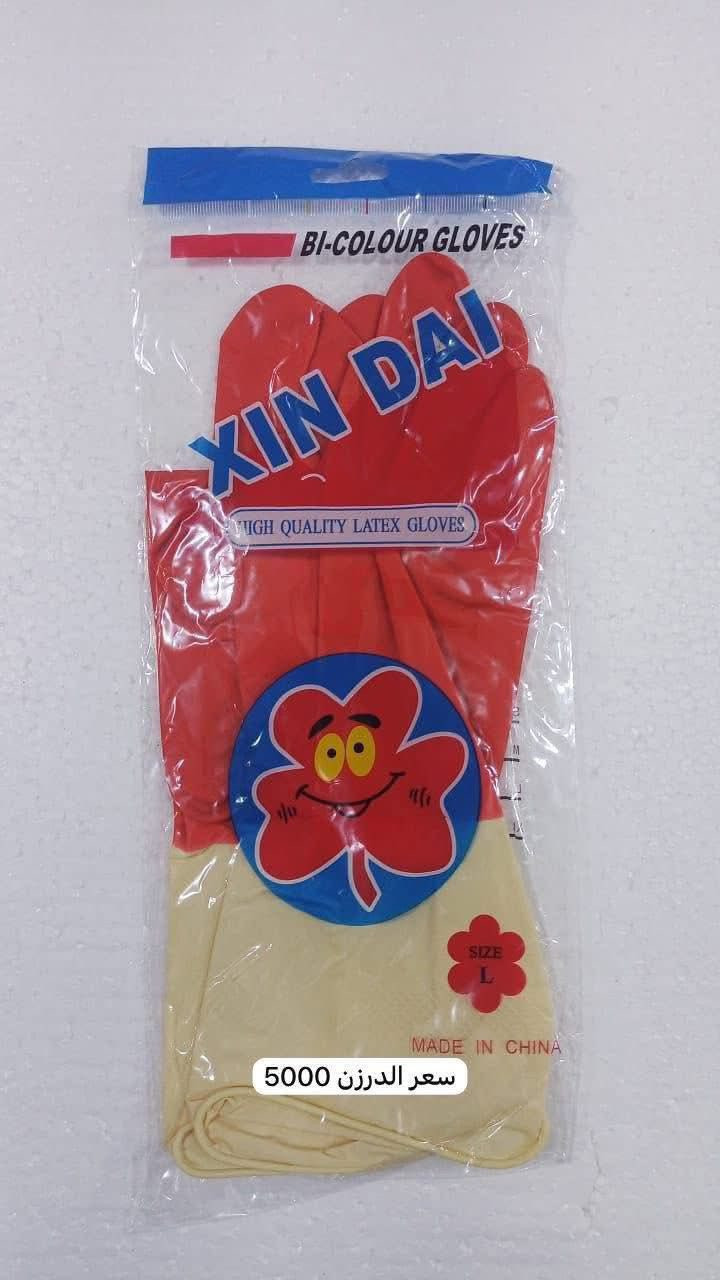 BI-COLOUR GLOVES
XIN DAI
HIGH QUALITY LATEX GLOVES
SIZE
L
MADE IN CHINA
سعر الدرزن 5000